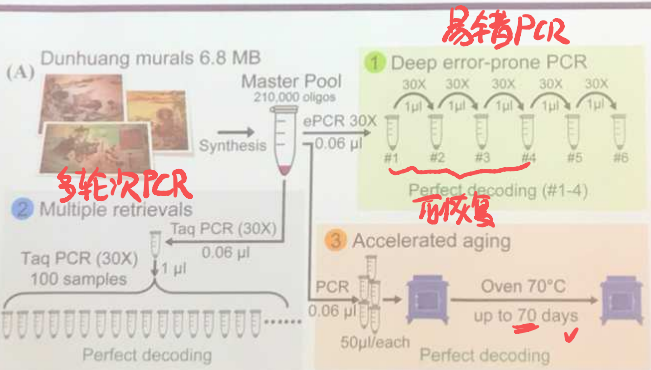 易错PCR
Dunhuang murals 6.8 MB
(A)
Master Pool
210,000 oligos
Synthesis
ePCR 30X
0.06 µl
1 Deep error-prone PCR
30X 30X 30X 30X 30X
1µl 1µl 1µl 1µl 1µl
#1 #2 #3 #4 #5 #6
Perfect decoding (#1-4)
可恢复
多轮次PCR
2 Multiple retrievals
Taq PCR (30X)
0.06 µl
Taq PCR (30X)
100 samples
1 µl
Perfect decoding
3 Accelerated aging
PCR
0.06 µl
50µl/each
Oven 70°C
up to 70 days
Perfect decoding